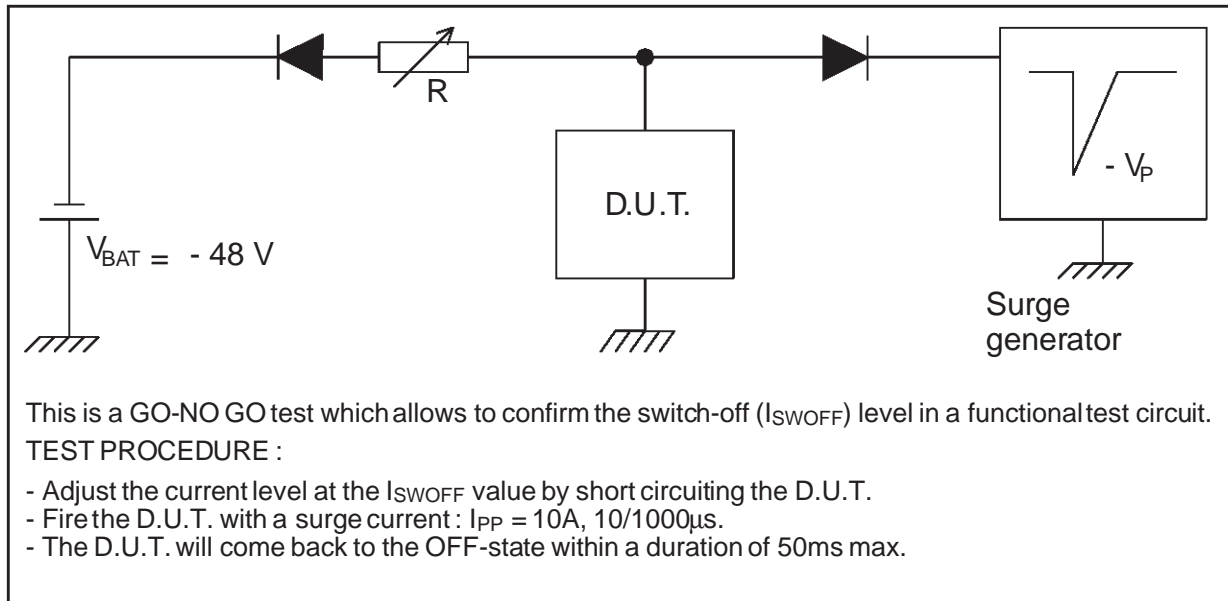 R
- VP
D.U.T.
VBAT = - 48 V
Surge
generator
This is a GO-NO GO test which allows to confirm the switch-off (ISWOFF) level in a functional test circuit.
TEST PROCEDURE :
- Adjust the current level at the ISWOFF value by short circuiting the D.U.T.
- Fire the D.U.T. with a surge current : IPP = 10A, 10/1000µs.
- The D.U.T. will come back to the OFF-state within a duration of 50ms max.